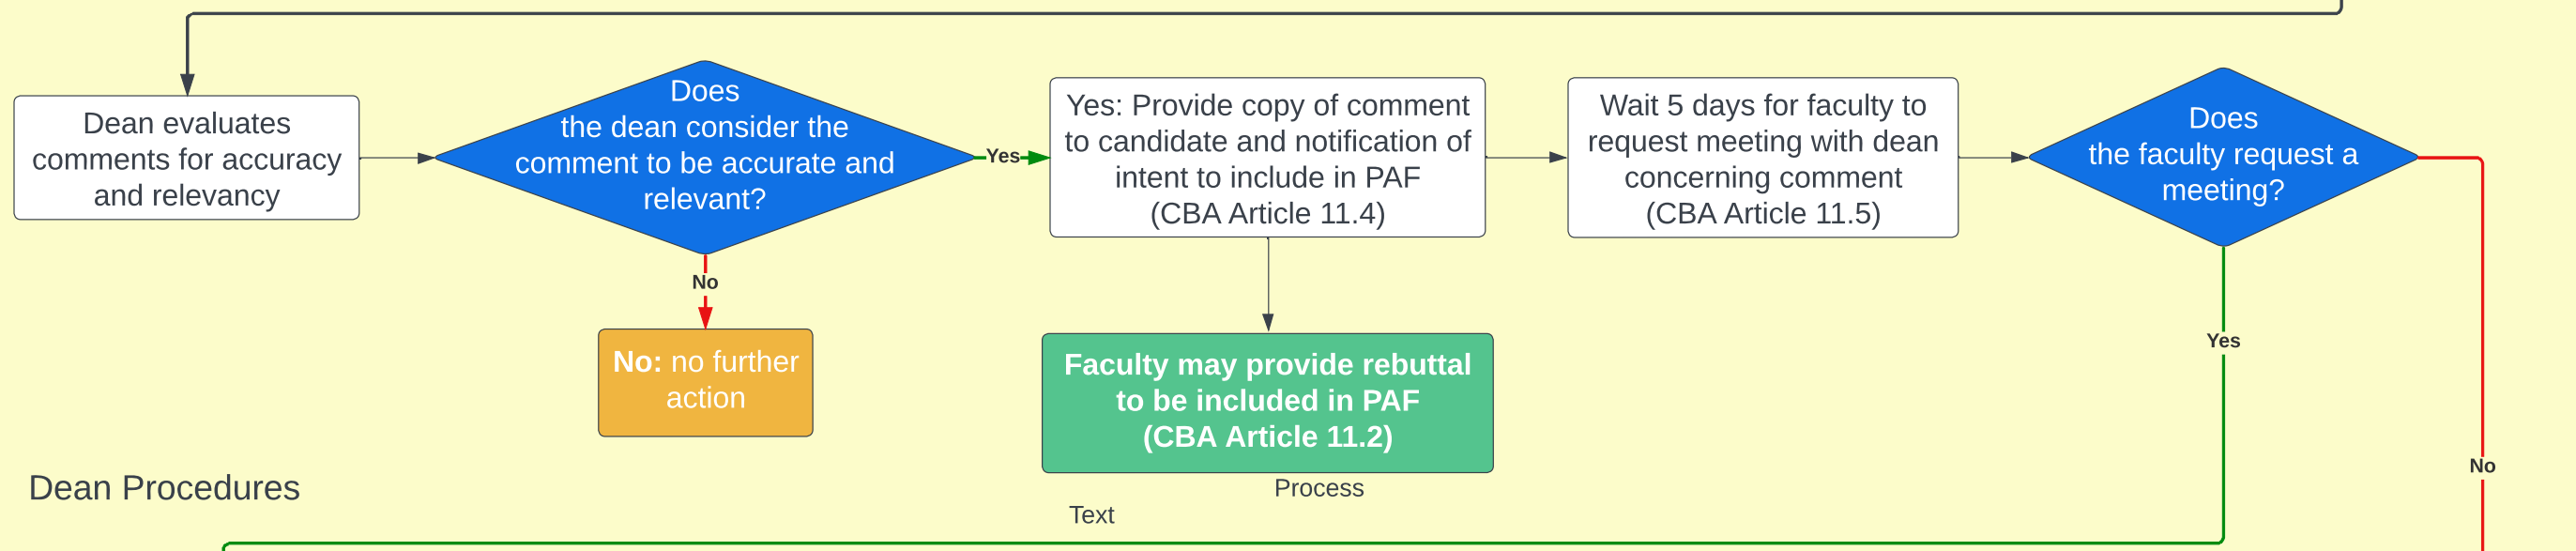 Dean evaluates
comments for accuracy
and relevancy
Does
the dean consider the
comment to be accurate and
relevant?
Yes
No
No: no further
action
Yes: Provide copy of comment
to candidate and notification of
intent to include in PAF
(CBA Article 11.4)
Faculty may provide rebuttal
to be included in PAF
(CBA Article 11.2)
Wait 5 days for faculty to
request meeting with dean
concerning comment
(CBA Article 11.5)
Does
the faculty request a
meeting?
Yes
No
Dean Procedures
Process
Text